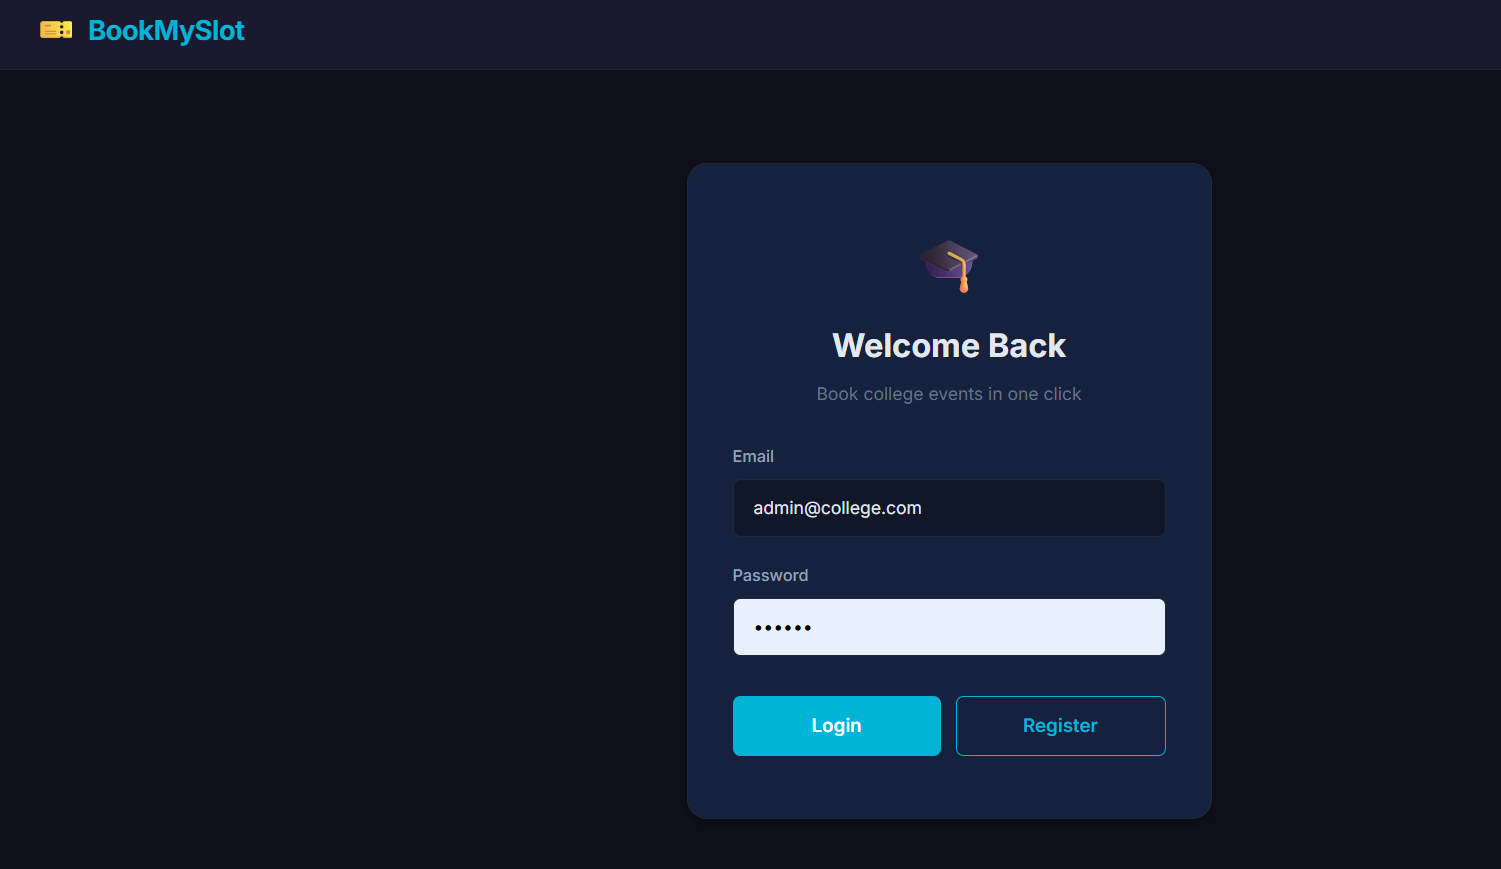 BookMySlot
Welcome Back
Book college events in one click
Email
admin@college.com
Password
••••••
Login
Register